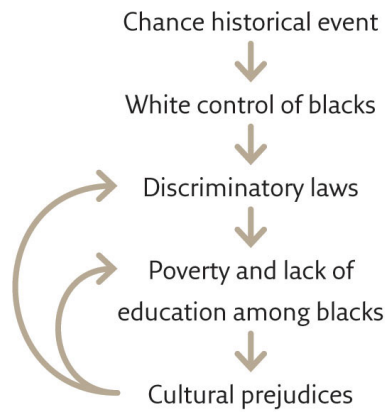 Chance historical event
White control of blacks
Discriminatory laws
Poverty and lack of
education among blacks
Cultural prejudices